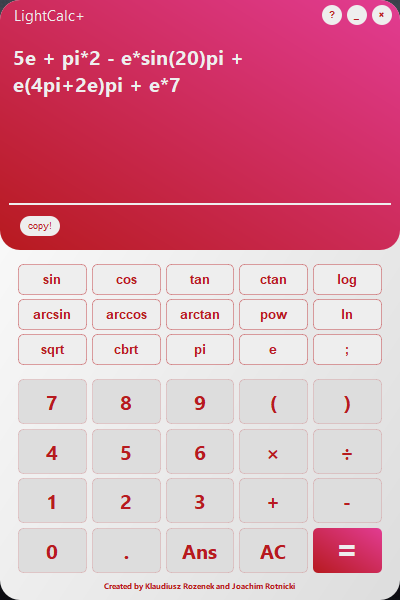 LightCalc+ ? _ ×
5e + pi*2 - e*sin(20)pi +
e(4pi+2e)pi + e*7
copy!
sin cos tan ctan log
arcsin arccos arctan pow ln
sqrt cbrt pi e ;
7 8 9 ( )
4 5 6 × ÷
1 2 3 + -
0 . Ans AC =
Created by Klaudiusz Rozenek and Joachim Rotnicki